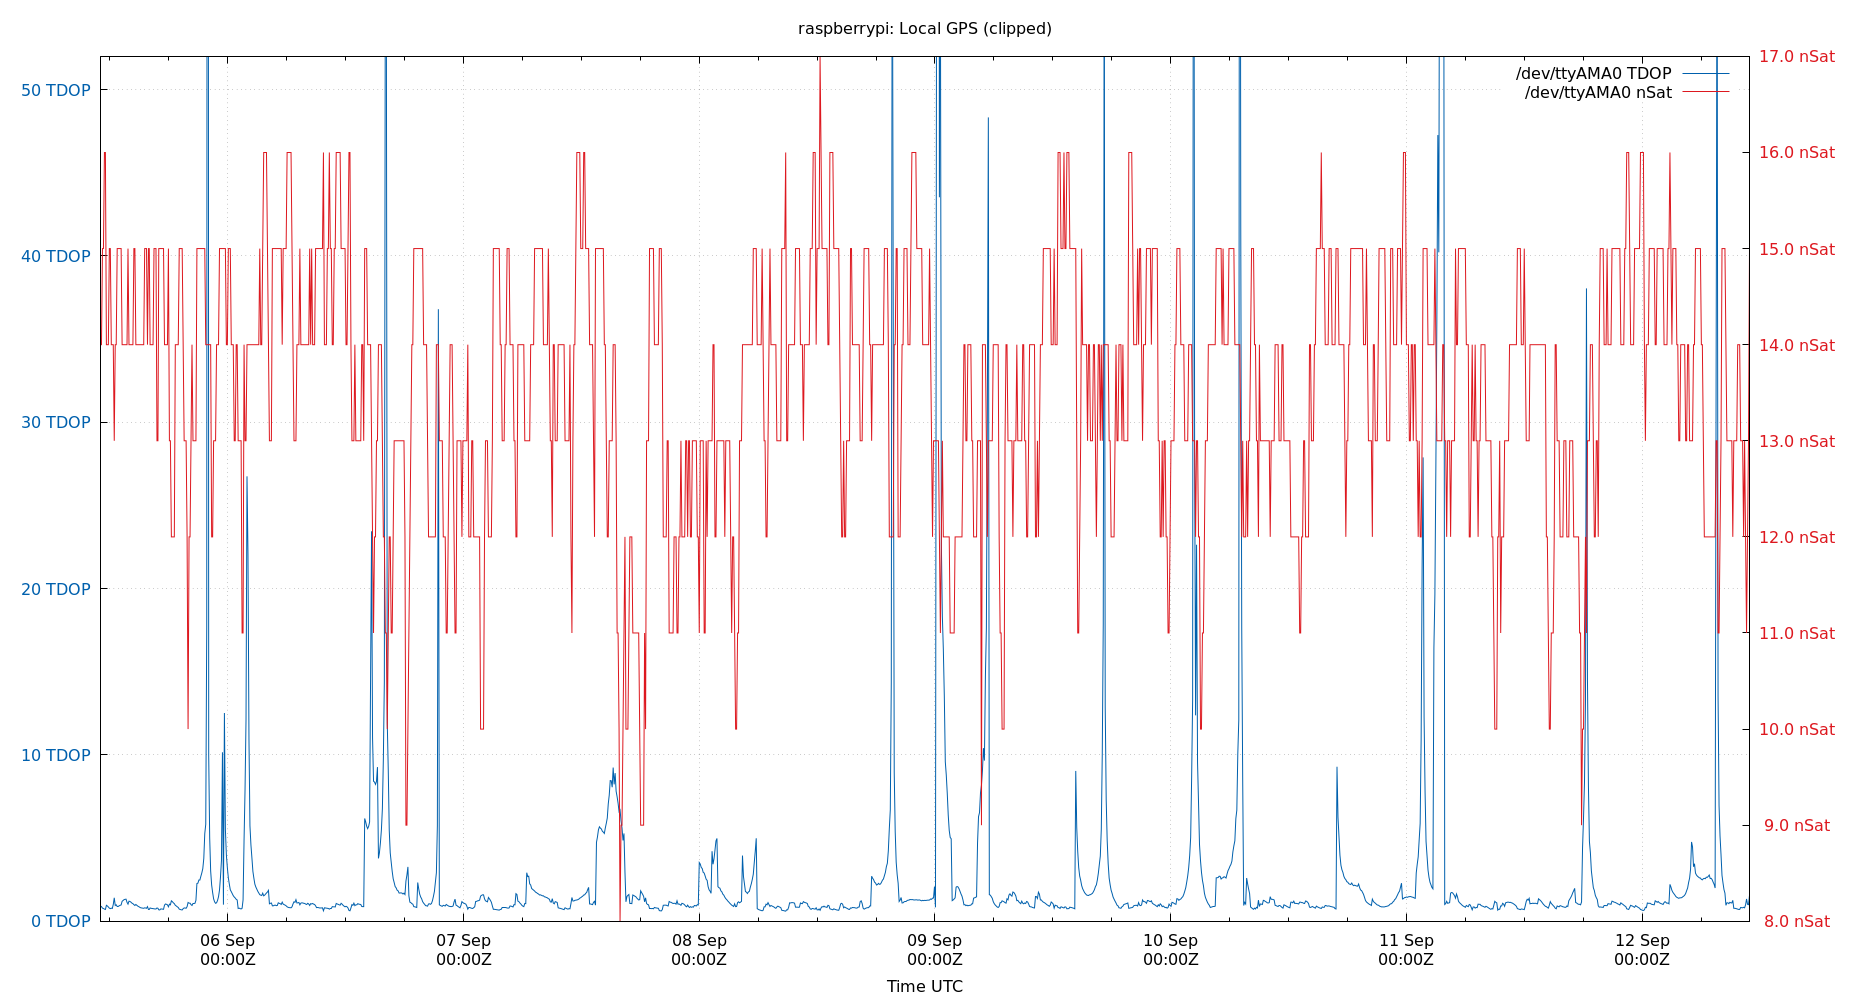 raspberrypi: Local GPS (clipped)
50 TDOP
40 TDOP
30 TDOP
20 TDOP
10 TDOP
0 TDOP
/dev/ttyAMA0 TDOP
/dev/ttyAMA0 nSat
17.0 nSat
16.0 nSat
15.0 nSat
14.0 nSat
13.0 nSat
12.0 nSat
11.0 nSat
10.0 nSat
9.0 nSat
8.0 nSat
06 Sep
00:00Z
07 Sep
00:00Z
08 Sep
00:00Z
09 Sep
00:00Z
10 Sep
00:00Z
11 Sep
00:00Z
12 Sep
00:00Z
Time UTC